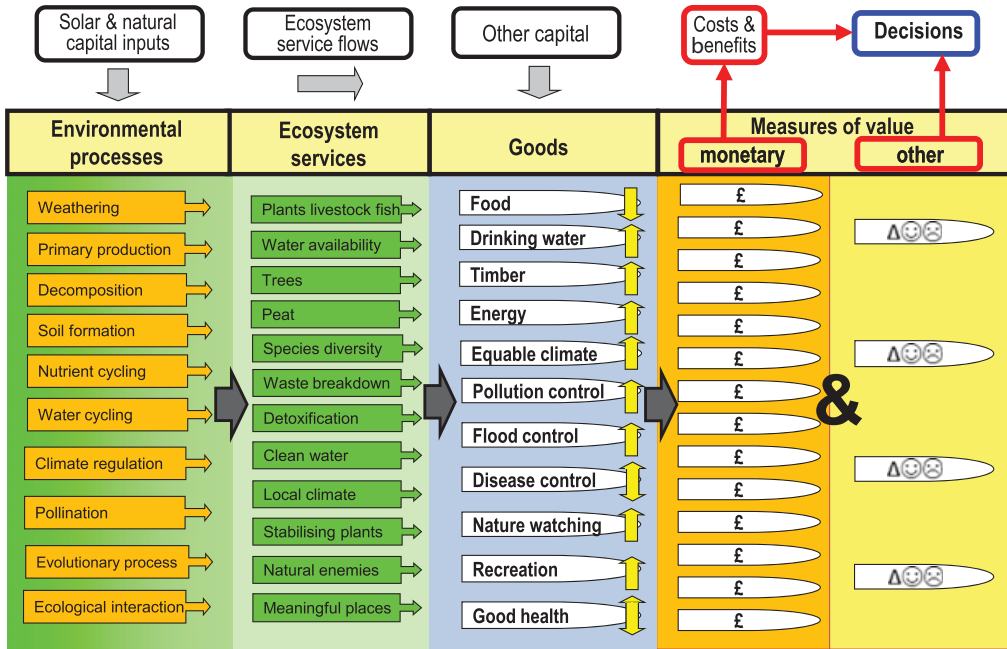 Solar & natural
capital inputs
Ecosystem
service flows
Other capital
Costs &
benefits
Decisions
Environmental
processes
Ecosystem
services
Goods
Measures of value
monetary
other
Weathering
Primary production
Decomposition
Soil formation
Nutrient cycling
Water cycling
Climate regulation
Pollination
Evolutionary process
Ecological interaction
Plants livestock fish
Water availability
Trees
Peat
Species diversity
Waste breakdown
Detoxification
Clean water
Local climate
Stabilising plants
Natural enemies
Meaningful places
Food
Drinking water
Timber
Energy
Equable climate
Pollution control
Flood control
Disease control
Nature watching
Recreation
Good health
£
£
£
£
£
£
£
£
£
£
£
£
£
£
&
Δ☺☹
Δ☺☹
Δ☺☹
Δ☺☹